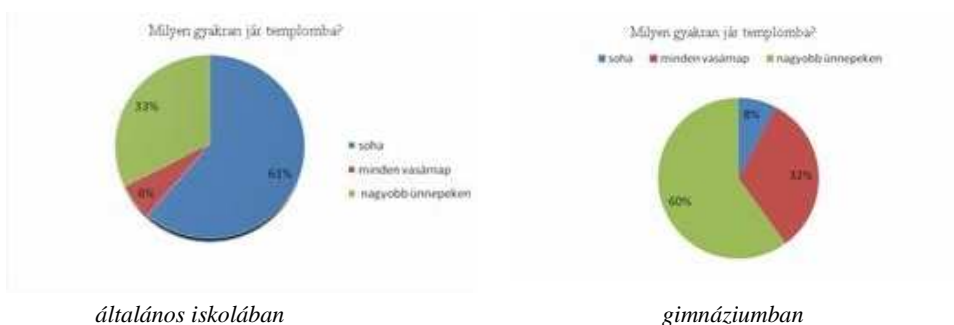 Milyen gyakran jár templomba?
33%
61%
6%
soha
minden vasárnap
nagyobb ünnepeken
Milyen gyakran jár templomba?
soha minden vasárnap nagyobb ünnepeken
8%
32%
60%
általános iskolában
gimnáziumban